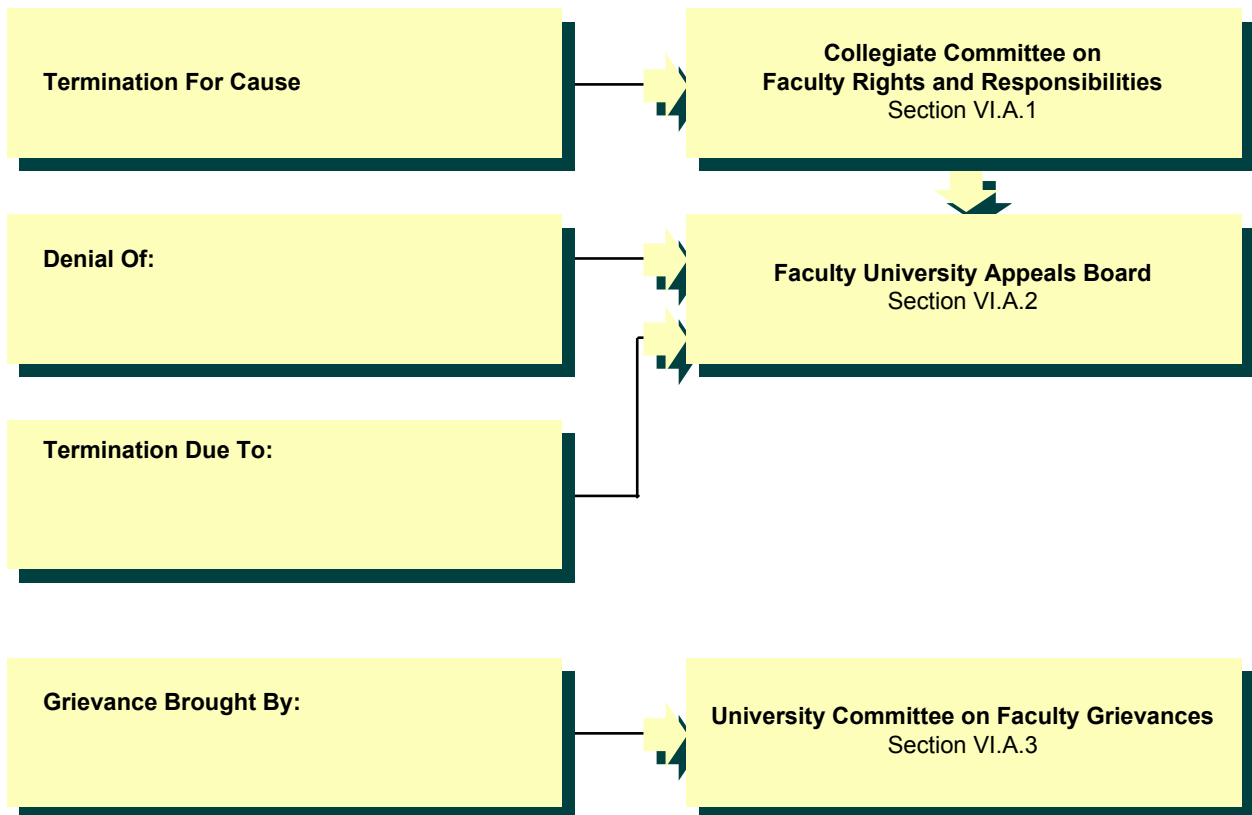 Termination For Cause
Collegiate Committee on
Faculty Rights and Responsibilities
Section VI.A.1
Denial Of:
Faculty University Appeals Board
Section VI.A.2
Termination Due To:
Grievance Brought By:
University Committee on Faculty Grievances
Section VI.A.3